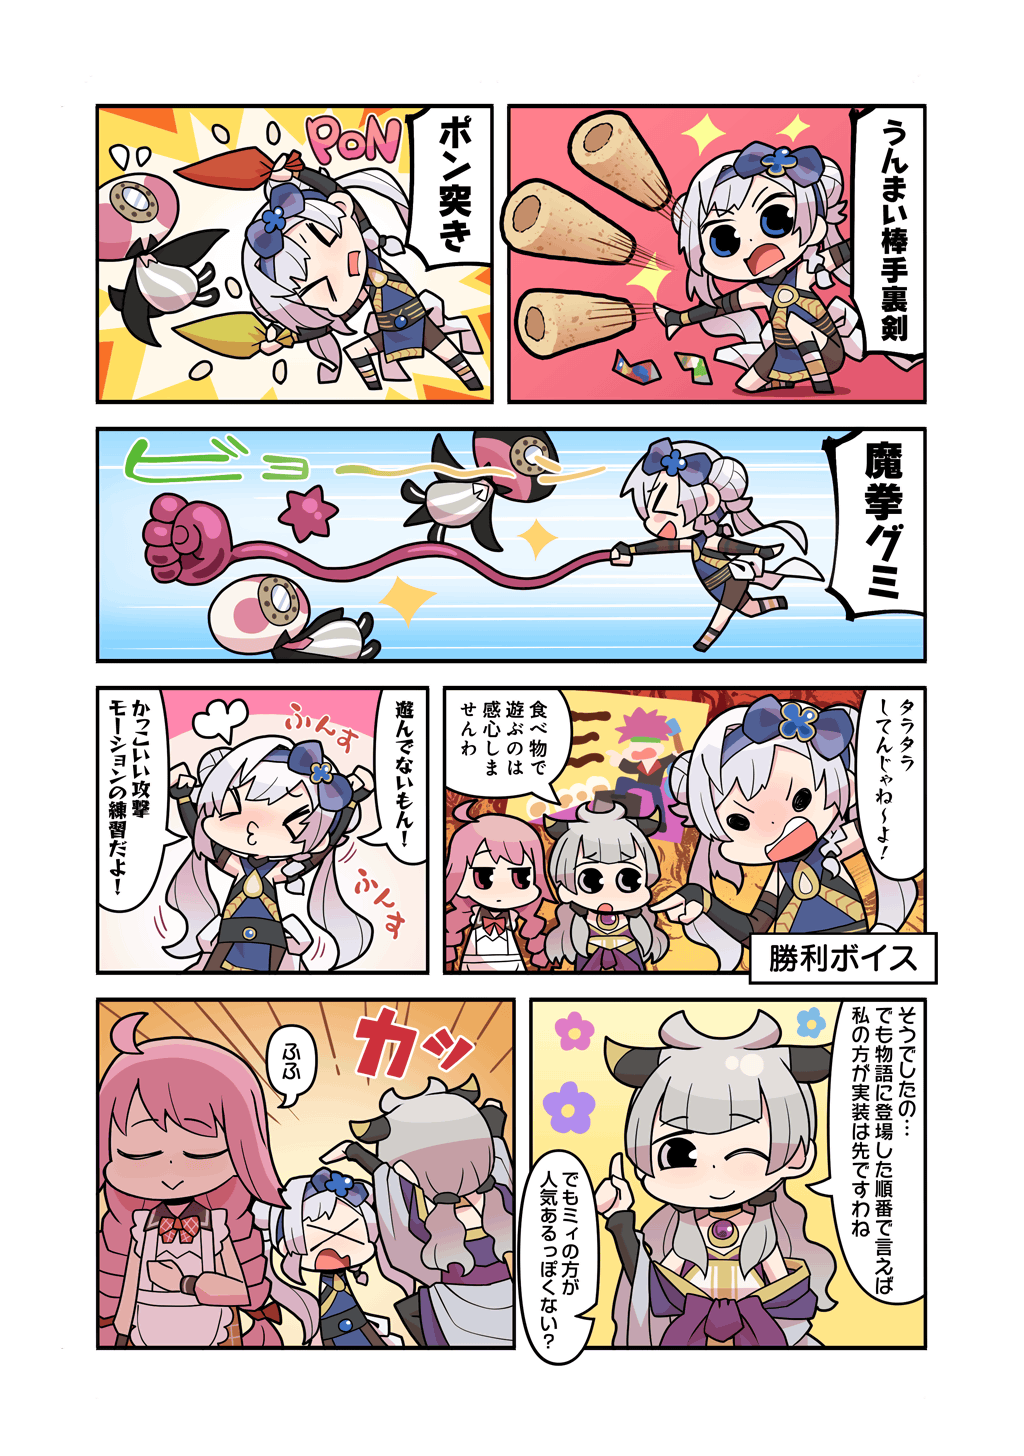 うんまい棒手裏剣
ポン突き
PON
魔拳グミ
ビョ
タラタラ
してんじゃね～よ！
食べ物で
遊ぶのは
感心しま
せんわ
勝利ボイス
遊んでないもん！
ふんす
ふんす
かっこいい攻撃
モーションの練習だよ！
そうでしたの…
でも物語に登場した順番で言えば
私の方が実装は先ですわね
でもミィの方が
人気あるっぽくない？
カッ
ふふ